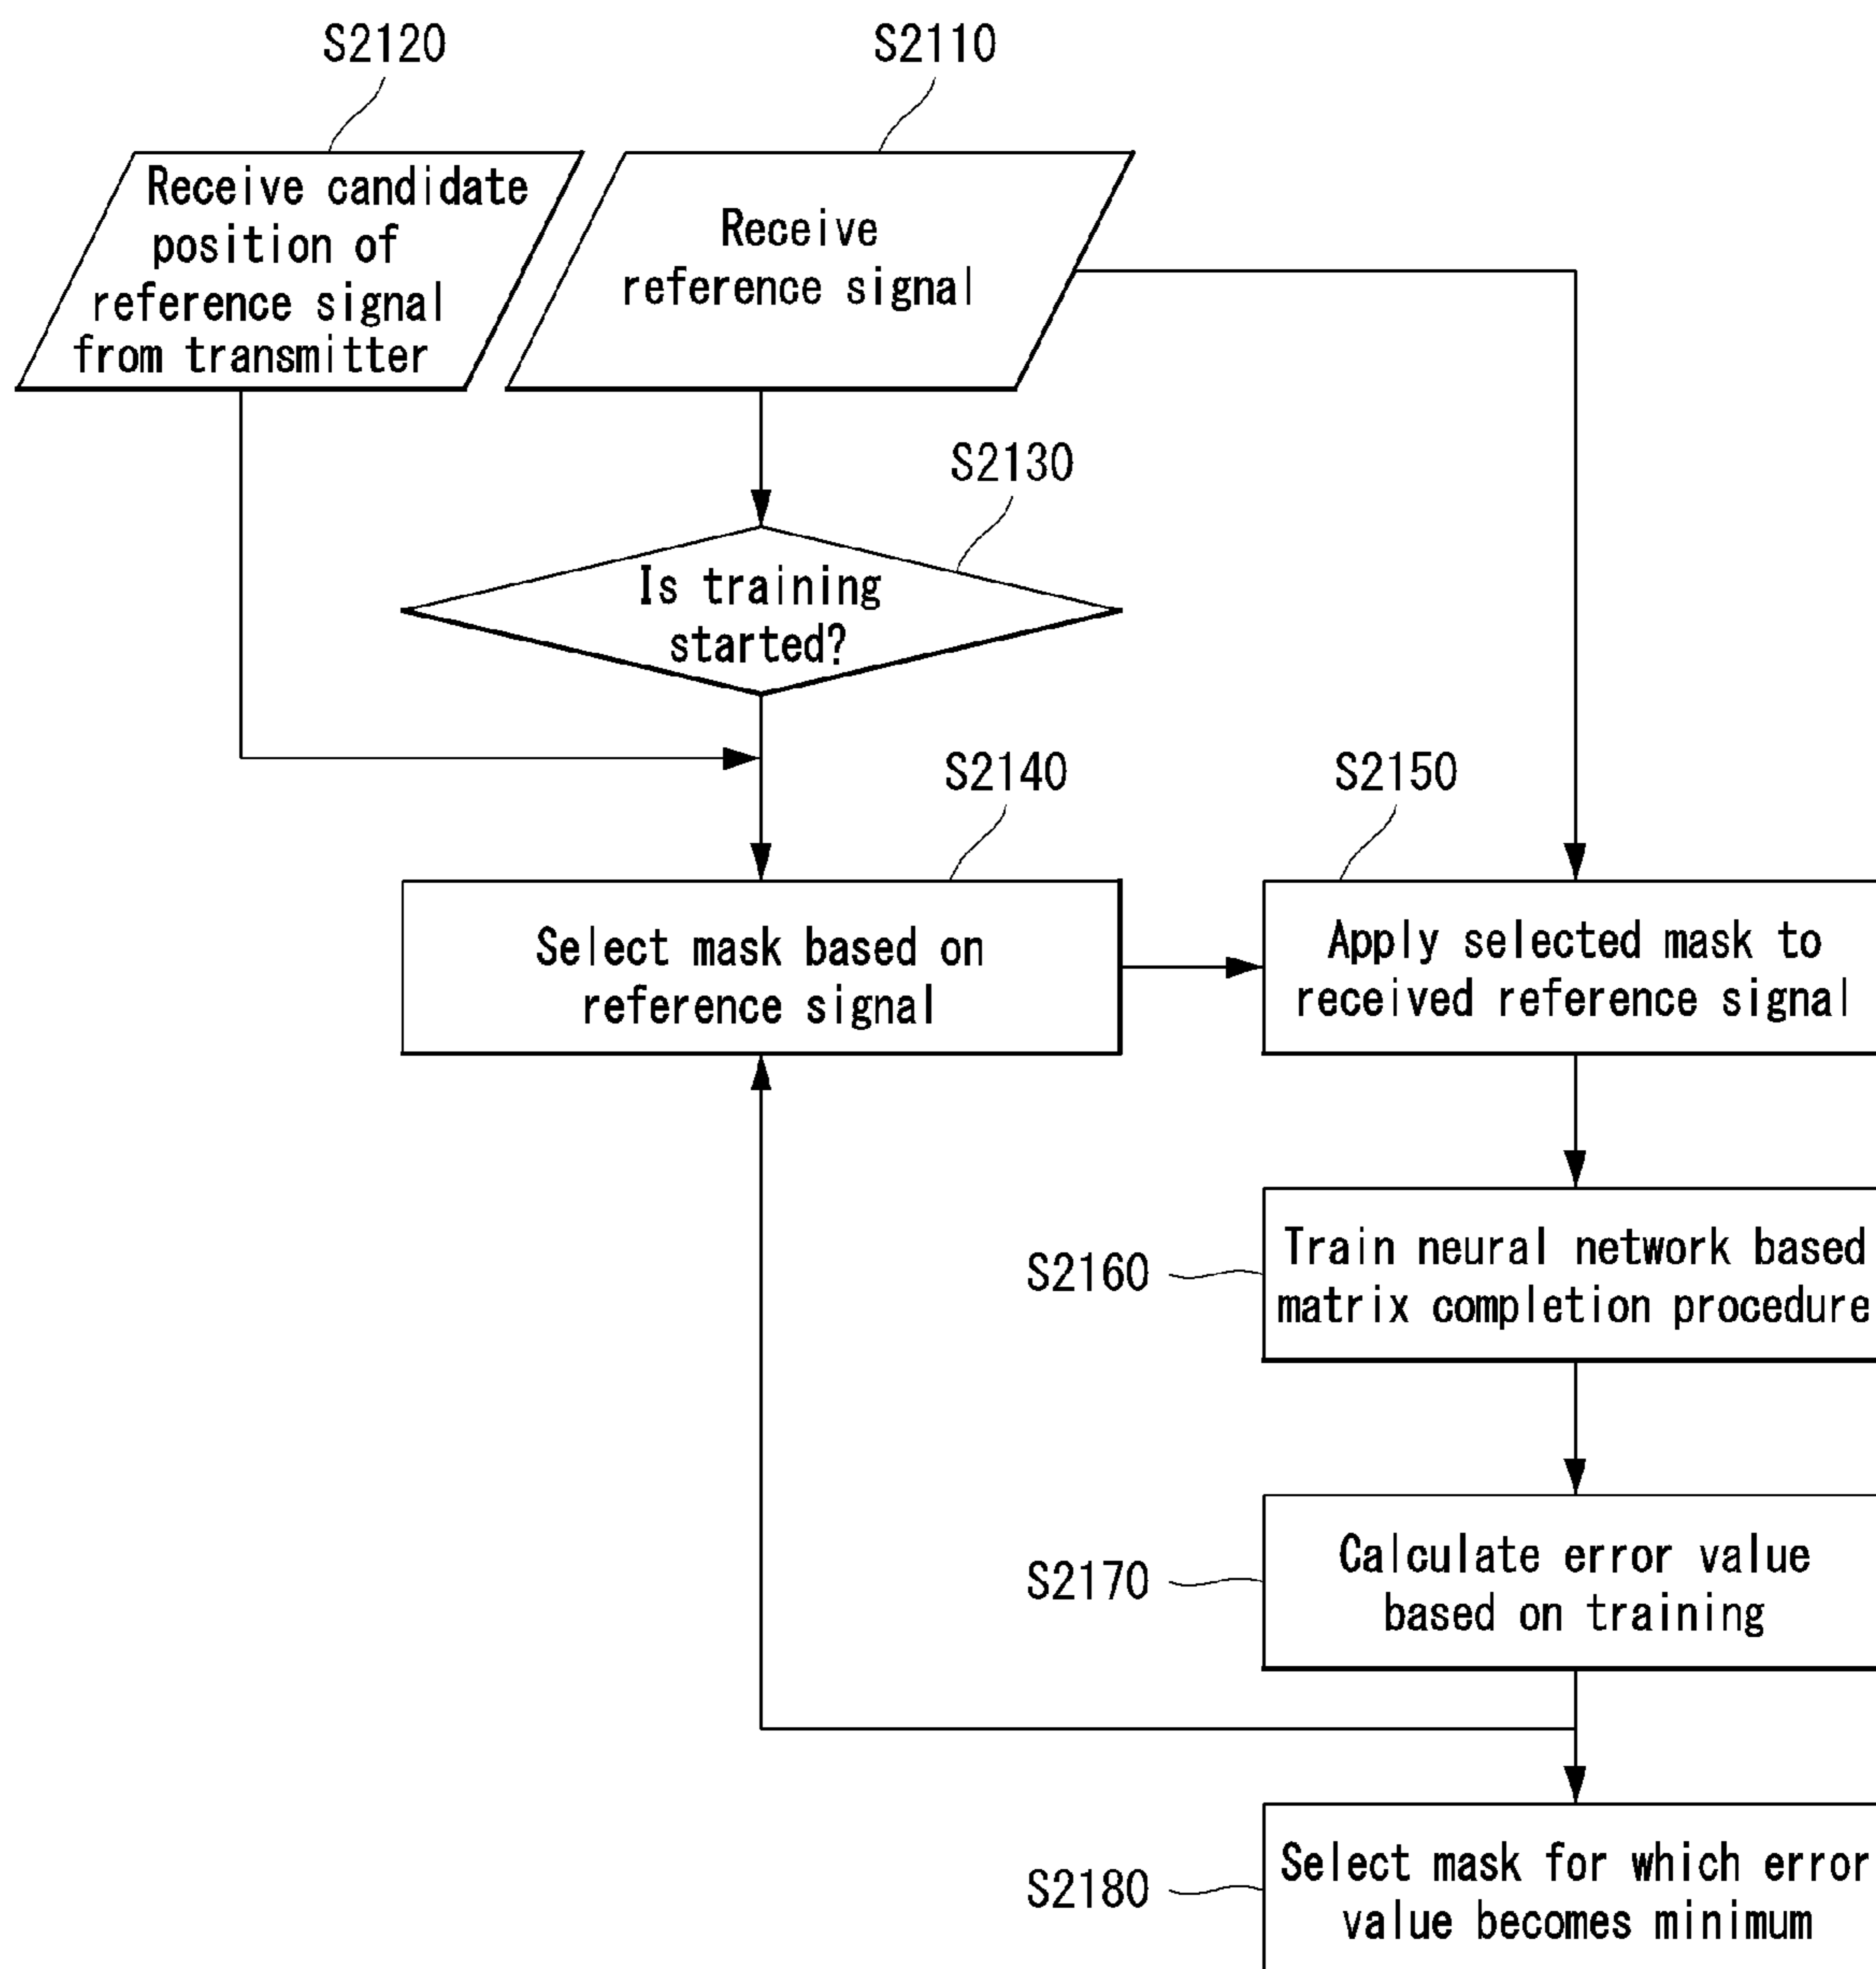 S2120
S2110
Receive candidate
position of
reference signal
from transmitter
Receive
reference signal
S2130
Is training
started?
S2140
S2150
Select mask based on
reference signal
Apply selected mask to
received reference signal
S2160
Train neural network based
matrix completion procedure
S2170
Calculate error value
based on training
S2180
Select mask for which error
value becomes minimum